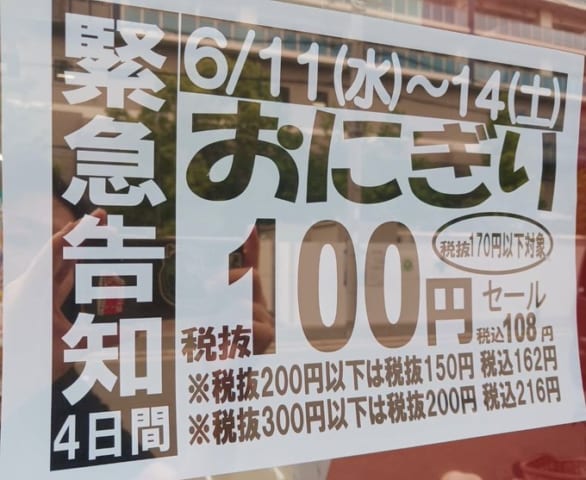 緊急告知
4日間
6/11(水)〜14(土)
おにぎり
税抜170円以下対象
税抜100円セール
税込108円
※税抜200円以下は税抜150円 税込162円
※税抜300円以下は税抜200円 税込216円